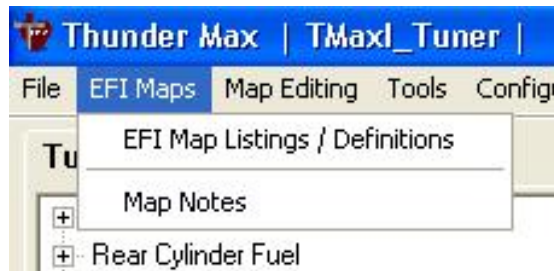 Thunder Max | TMaxI_Tuner |
File EFI Maps Map Editing Tools Config
EFI Map Listings / Definitions
Tu
Map Notes
Rear Cylinder Fuel